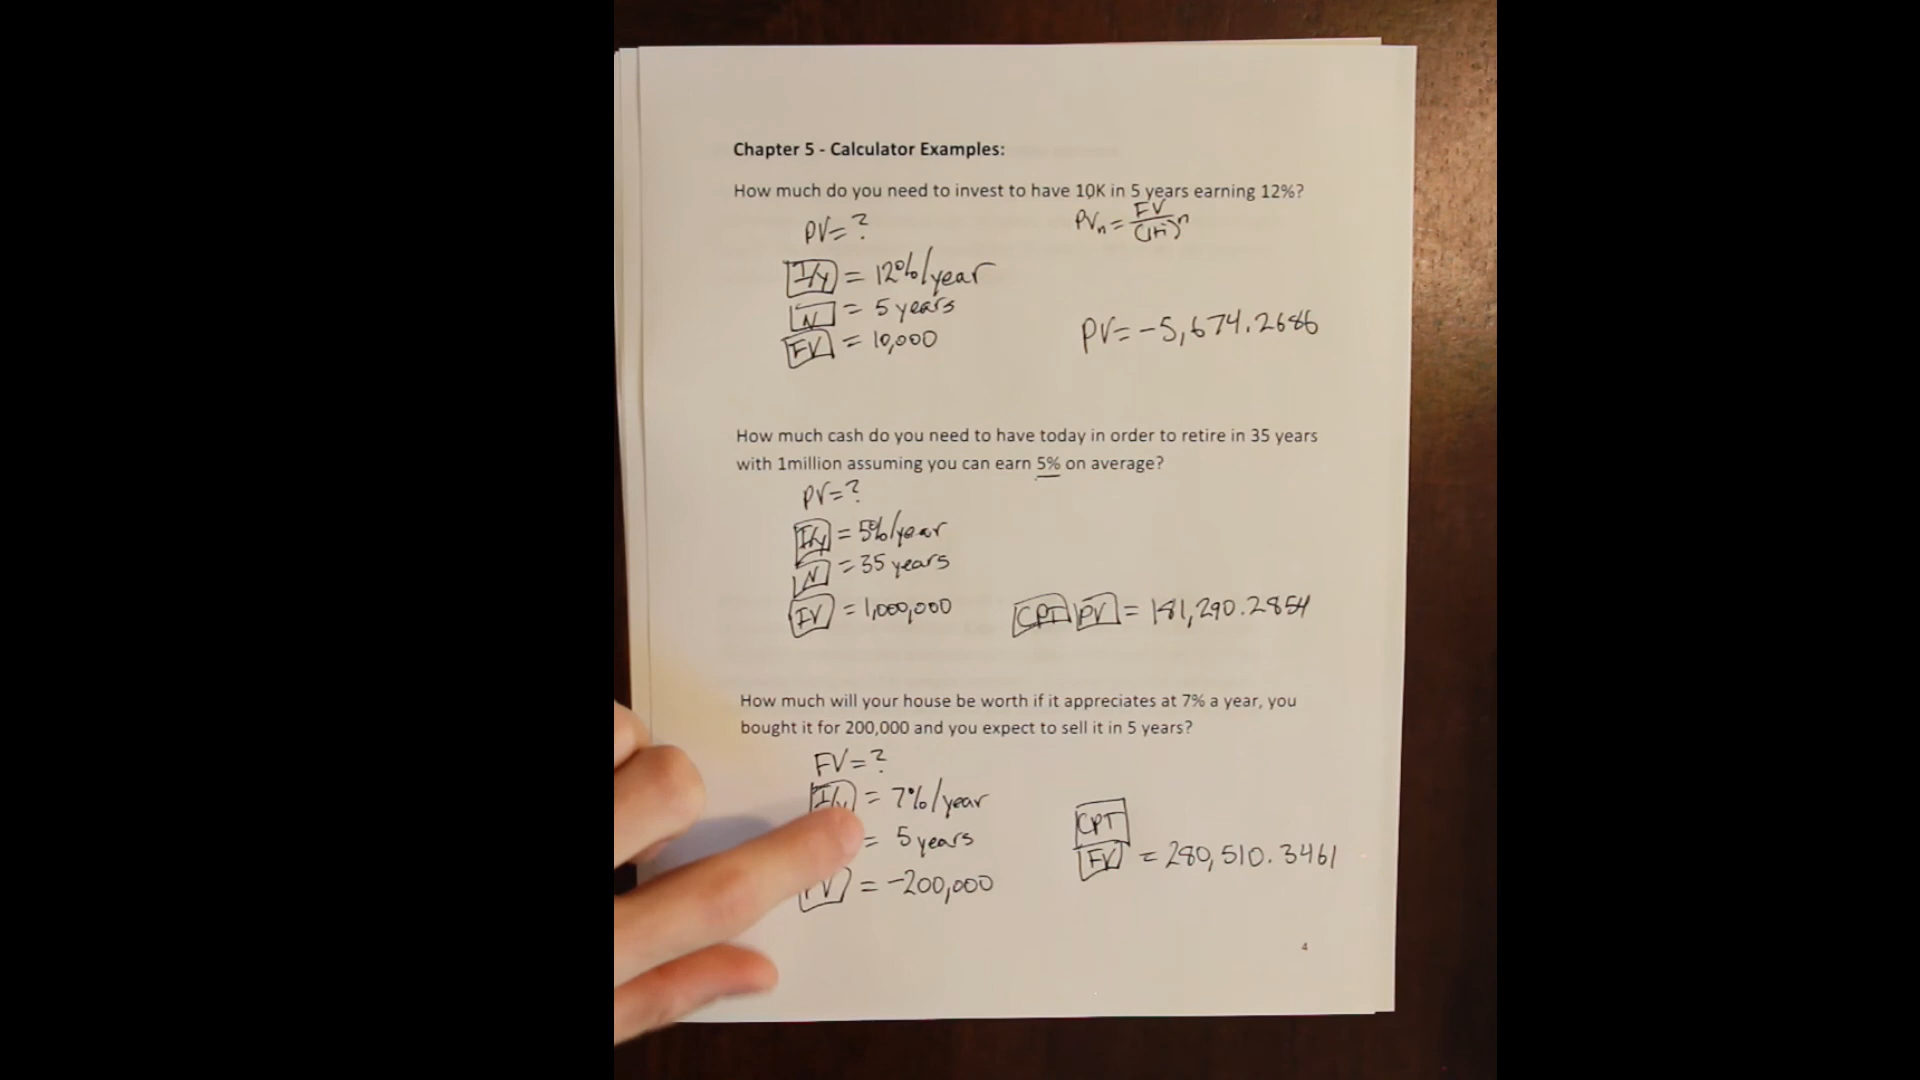 Chapter 5 - Calculator Examples:
How much do you need to invest to have 10K in 5 years earning 12%?
PV=?
PVn = FV/(1+i)^n
I/Y = 12%/year
N = 5 years
FV = 10,000
PV = -5,674.2686
How much cash do you need to have today in order to retire in 35 years
with 1million assuming you can earn 5% on average?
PV=?
I/Y = 5%/year
N = 35 years
FV = 1,000,000
CPT PV = 181,290.2854
How much will your house be worth if it appreciates at 7% a year, you
bought it for 200,000 and you expect to sell it in 5 years?
FV=?
I/Y = 7%/year
= 5 years
PV = -200,000
CPT
FV = 280,510.3461
4